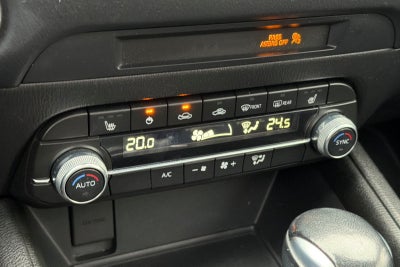 PASS
AIRBAG OFF
FRONT
REAR
20.0
24.5
AUTO
SYNC
A/C